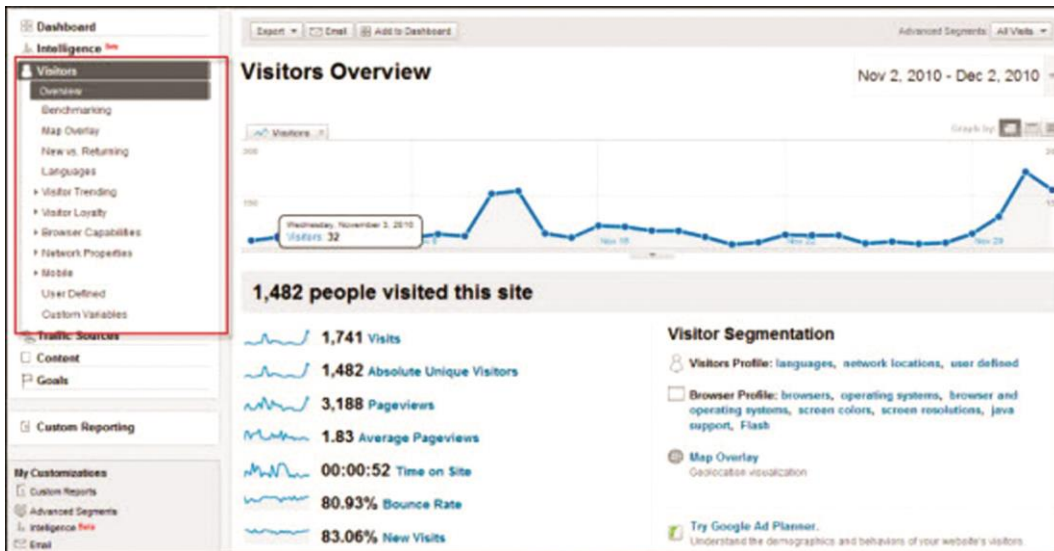 Dashboard
Intelligence Beta
Visitors
Overview
Benchmarking
Map Overlay
New vs. Returning
Languages
Visitor Trending
Visitor Loyalty
Browser Capabilities
Network Properties
Mobile
User Defined
Custom Variables
Traffic Sources
Content
Goals
Custom Reporting
My Customizations
Custom Reports
Advanced Segments
Intelligence Beta
Email
Export Email Add to Dashboard
Advanced Segments: All Visits
Visitors Overview
Nov 2, 2010 - Dec 2, 2010
Visitors
Graph by:
200
150
Wednesday, November 3, 2010
Visitors: 32
Nov 15 Nov 22 Nov 29
1,482 people visited this site
1,741 Visits
1,482 Absolute Unique Visitors
3,188 Pageviews
1.83 Average Pageviews
00:00:52 Time on Site
80.93% Bounce Rate
83.06% New Visits
Visitor Segmentation
Visitors Profile: languages, network locations, user defined
Browser Profile: browsers, operating systems, browser and
operating systems, screen colors, screen resolutions, java
support, Flash
Map Overlay
Geolocation visualization
Try Google Ad Planner.
Understand the demographics and behaviors of your website's visitors.